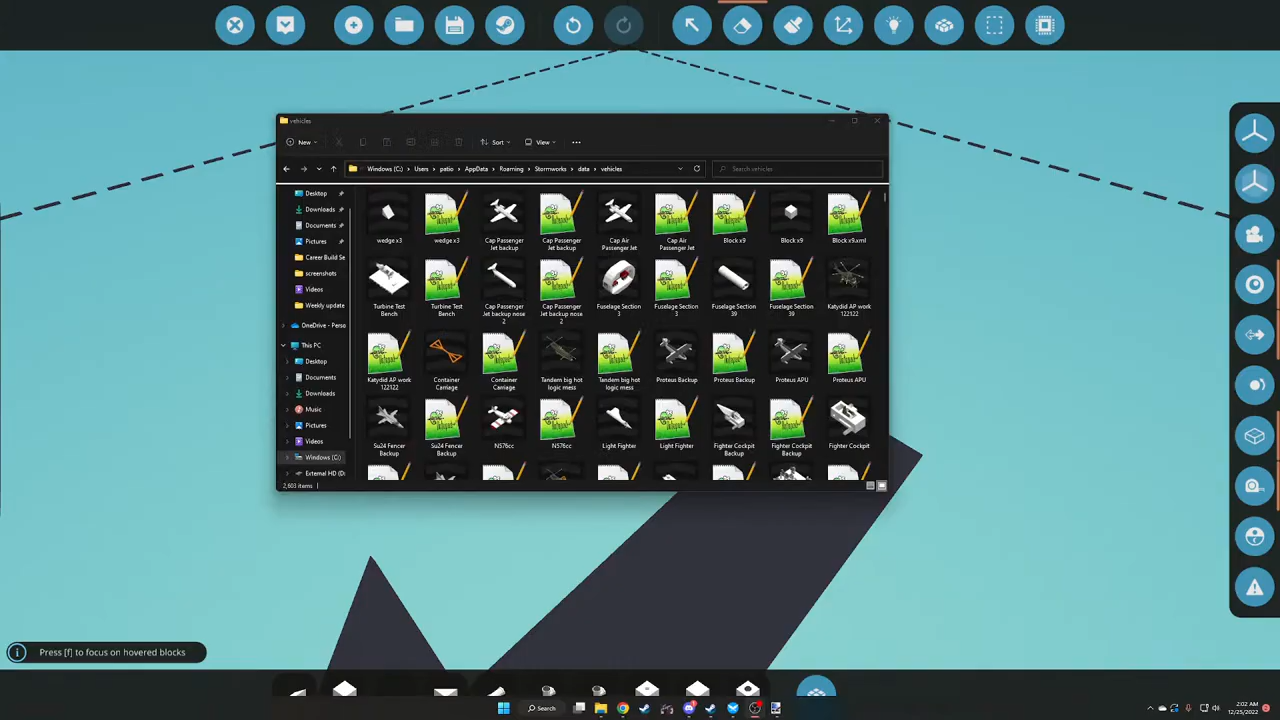 vehicles
New
Sort
View
Windows (C:)
Users
patio
AppData
Roaming
Stormworks
data
vehicles
Search vehicles
Desktop
Downloads
Documents
Pictures
Career Build Se
screenshots
Videos
Weekly update
OneDrive - Perso
This PC
Desktop
Documents
Downloads
Music
Pictures
Videos
Windows (C:)
External HD (D:
wedge x3
wedge x3
Cap Passenger
Jet backup
Cap Passenger
Jet backup
Cap Air
Passenger Jet
Cap Air
Passenger Jet
Block x9
Block x9
Block x9.xml
Turbine Test
Bench
Turbine Test
Bench
Cap Passenger
Jet backup nose
2
Cap Passenger
Jet backup nose
2
Fuselage Section
3
Fuselage Section
3
Fuselage Section
39
Fuselage Section
39
Katydid AP work
122122
Katydid AP work
122122
Container
Carriage
Container
Carriage
Tandem big hot
logic mess
Tandem big hot
logic mess
Proteus Backup
Proteus Backup
Proteus APU
Proteus APU
Su24 Fencer
Backup
Su24 Fencer
Backup
N576cc
N576cc
Light Fighter
Light Fighter
Fighter Cockpit
Backup
Fighter Cockpit
Backup
Fighter Cockpit
2,603 items
Press [f] to focus on hovered blocks
Search
2:02 AM
12/25/2022